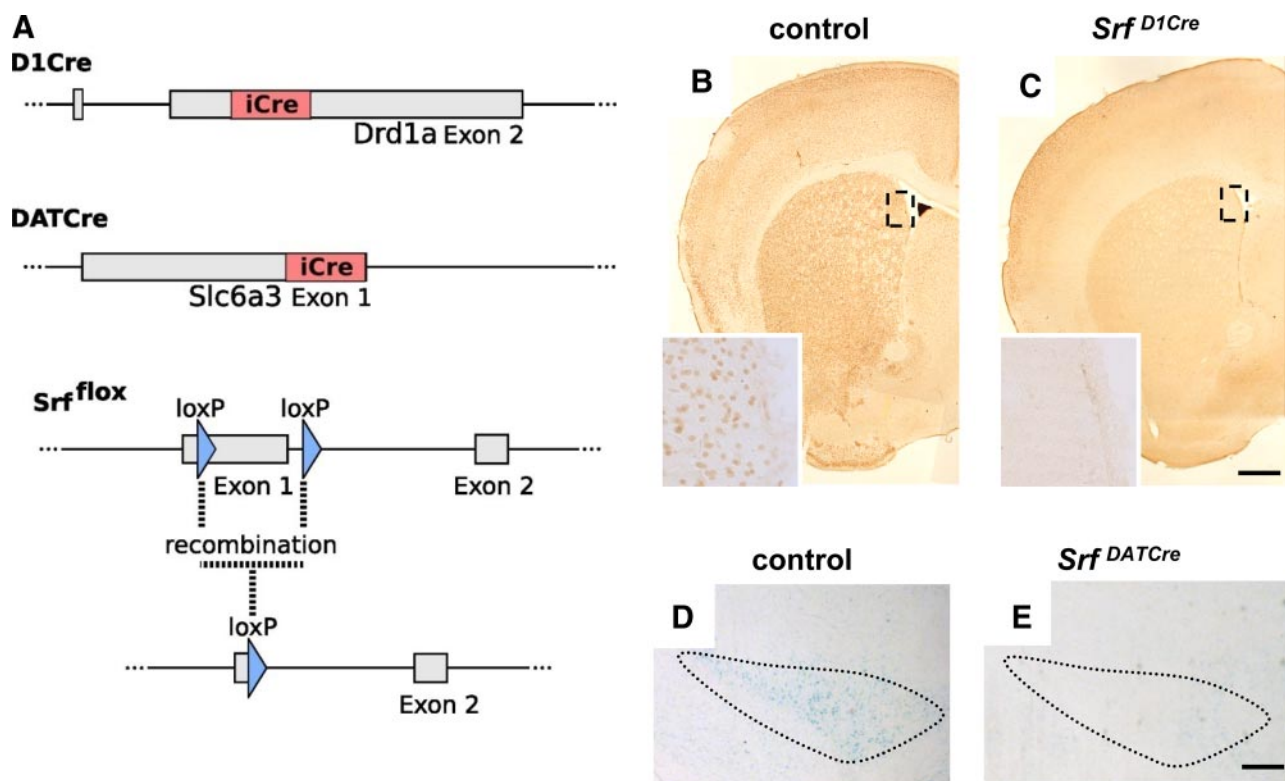 A
D1Cre
...
iCre
...
Drd1a Exon 2
DATCre
...
iCre
...
Slc6a3 Exon 1
Srf flox
loxP
loxP
...
...
Exon 1
Exon 2
recombination
loxP
...
...
Exon 2
control
Srf D1Cre
B
C
control
Srf DATCre
D
E